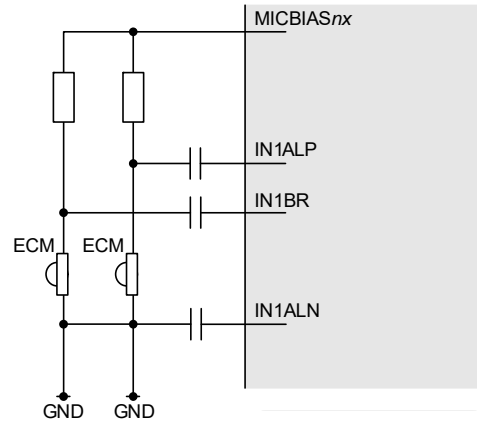 MICBIASnx
IN1ALP
IN1BR
ECM ECM
IN1ALN
GND GND